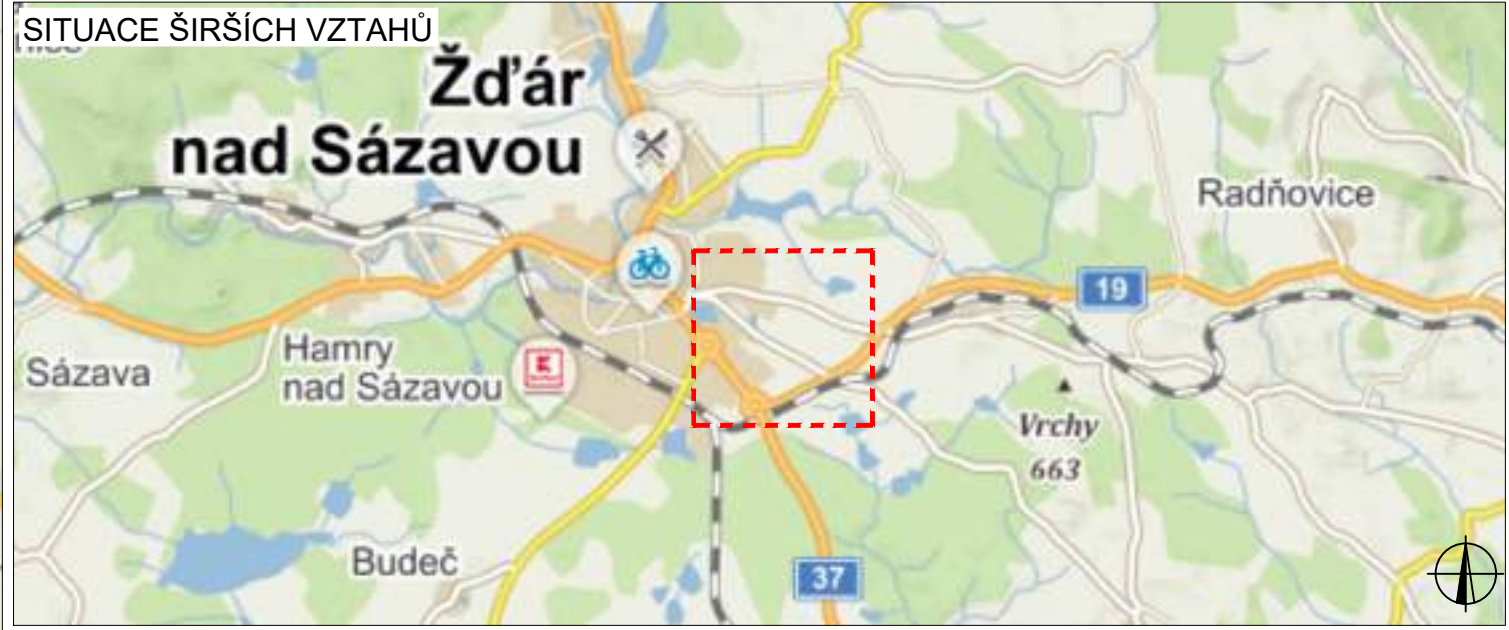 SITUACE ŠIRŠÍCH VZTAHŮ
Žďár
nad Sázavou
Radňovice
19
Hamry
nad Sázavou
Sázava
Vrchy
663
Budeč
37